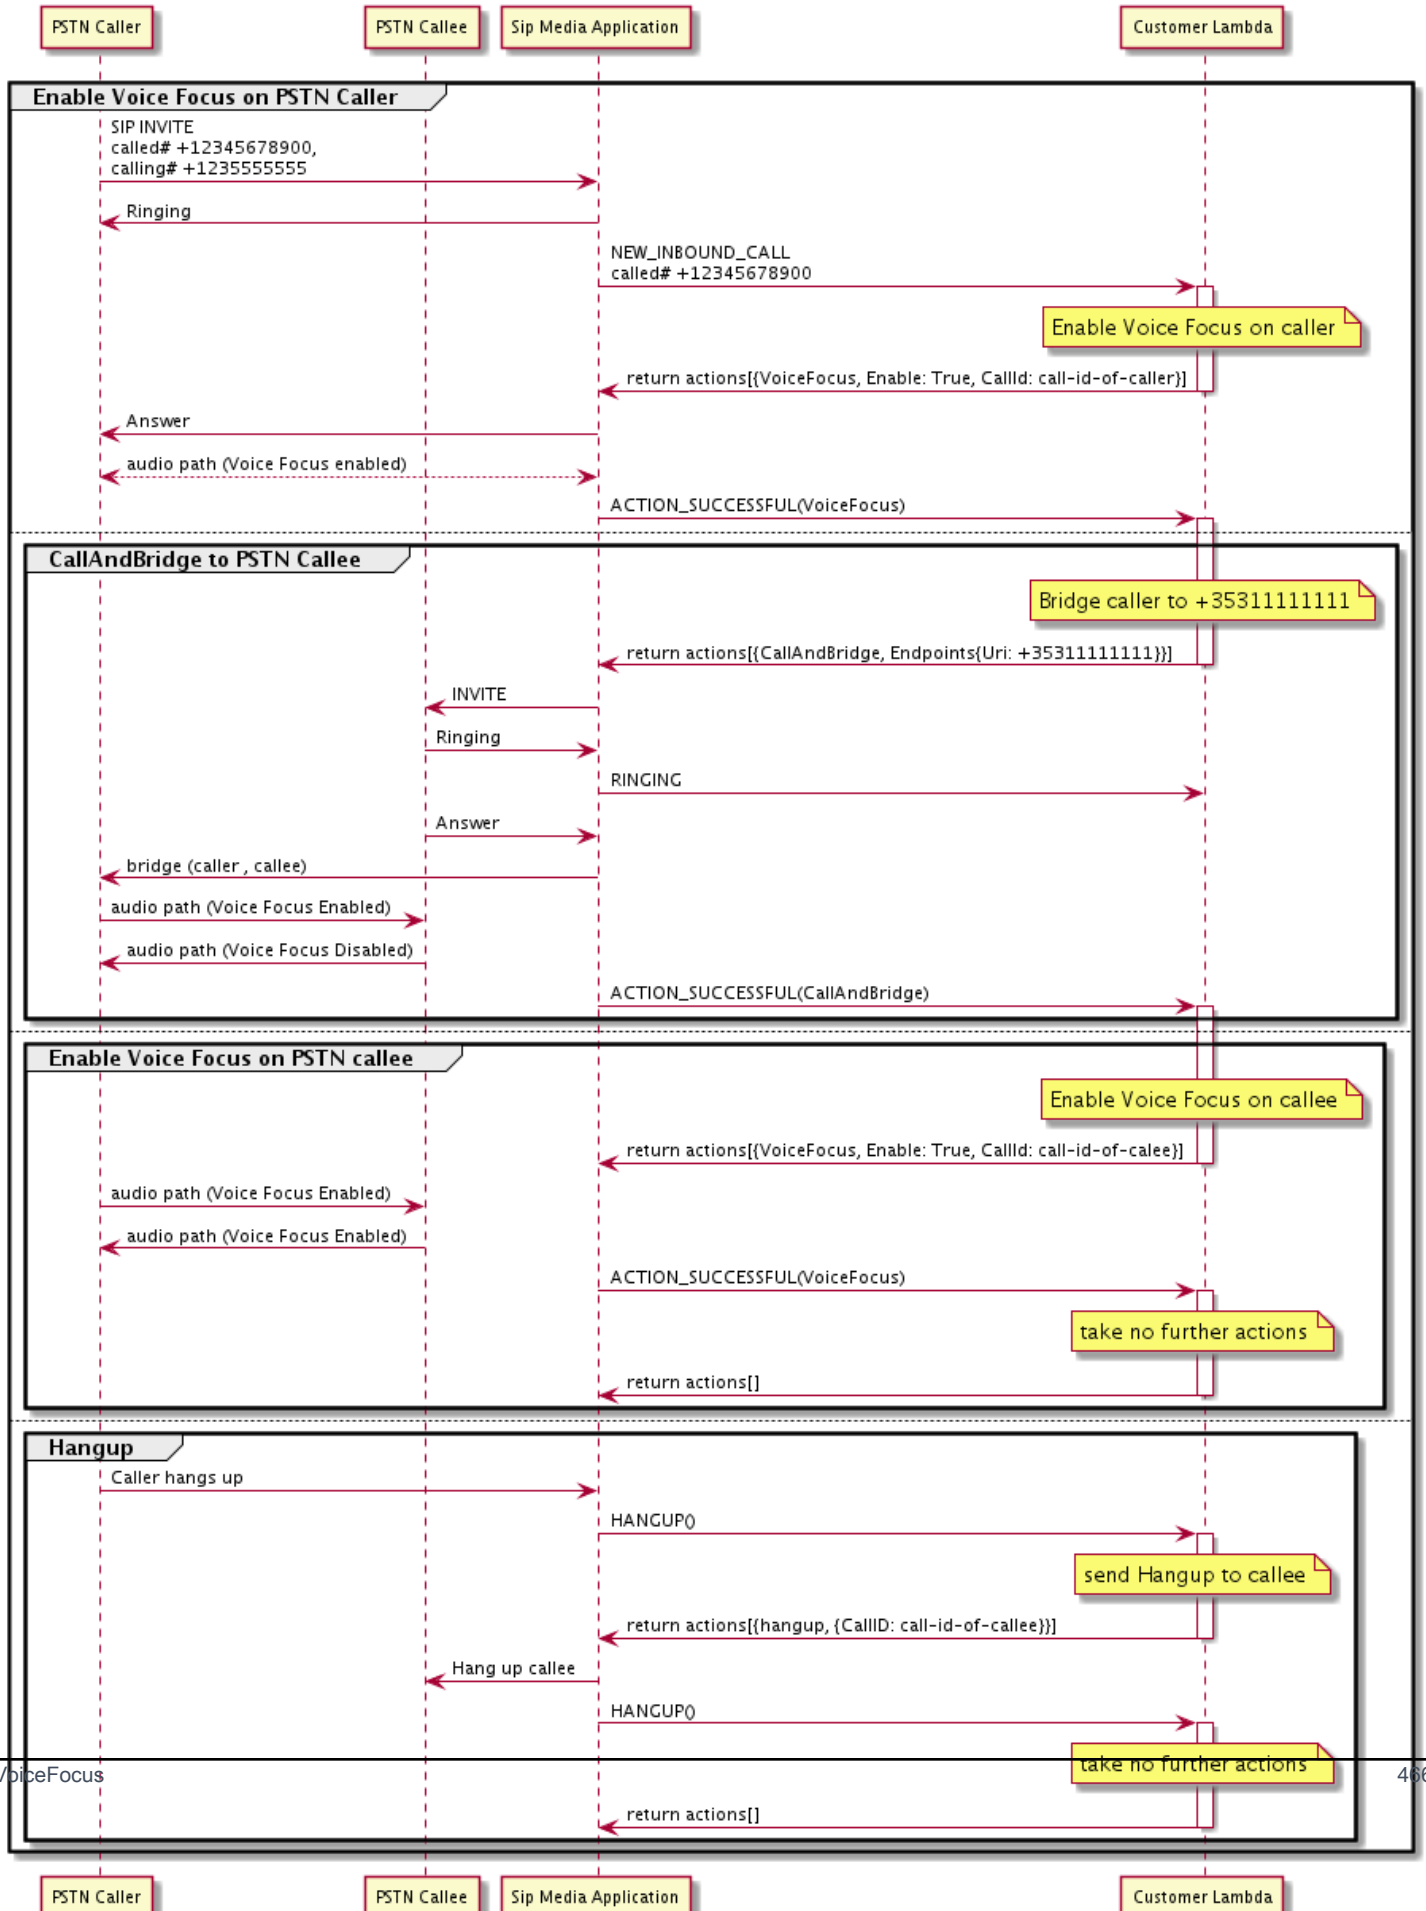 PSTN Caller
PSTN Callee
Sip Media Application
Customer Lambda
Enable Voice Focus on PSTN Caller
SIP INVITE
called# +12345678900,
calling# +1235555555
Ringing
NEW_INBOUND_CALL
called# +12345678900
Enable Voice Focus on caller
return actions[{VoiceFocus, Enable: True, CallId: call-id-of-caller}]
Answer
audio path (Voice Focus enabled)
ACTION_SUCCESSFUL(VoiceFocus)
CallAndBridge to PSTN Callee
Bridge caller to +35311111111
return actions[{CallAndBridge, Endpoints{Uri: +35311111111}}]
INVITE
Ringing
RINGING
Answer
bridge (caller , callee)
audio path (Voice Focus Enabled)
audio path (Voice Focus Disabled)
ACTION_SUCCESSFUL(CallAndBridge)
Enable Voice Focus on PSTN callee
Enable Voice Focus on callee
return actions[{VoiceFocus, Enable: True, CallId: call-id-of-calee}]
audio path (Voice Focus Enabled)
audio path (Voice Focus Enabled)
ACTION_SUCCESSFUL(VoiceFocus)
take no further actions
return actions[]
Hangup
Caller hangs up
HANGUP()
send Hangup to callee
return actions[{hangup, {CallID: call-id-of-callee}}]
Hang up callee
HANGUP()
take no further actions
VoiceFocus
466
return actions[]
PSTN Caller
PSTN Callee
Sip Media Application
Customer Lambda